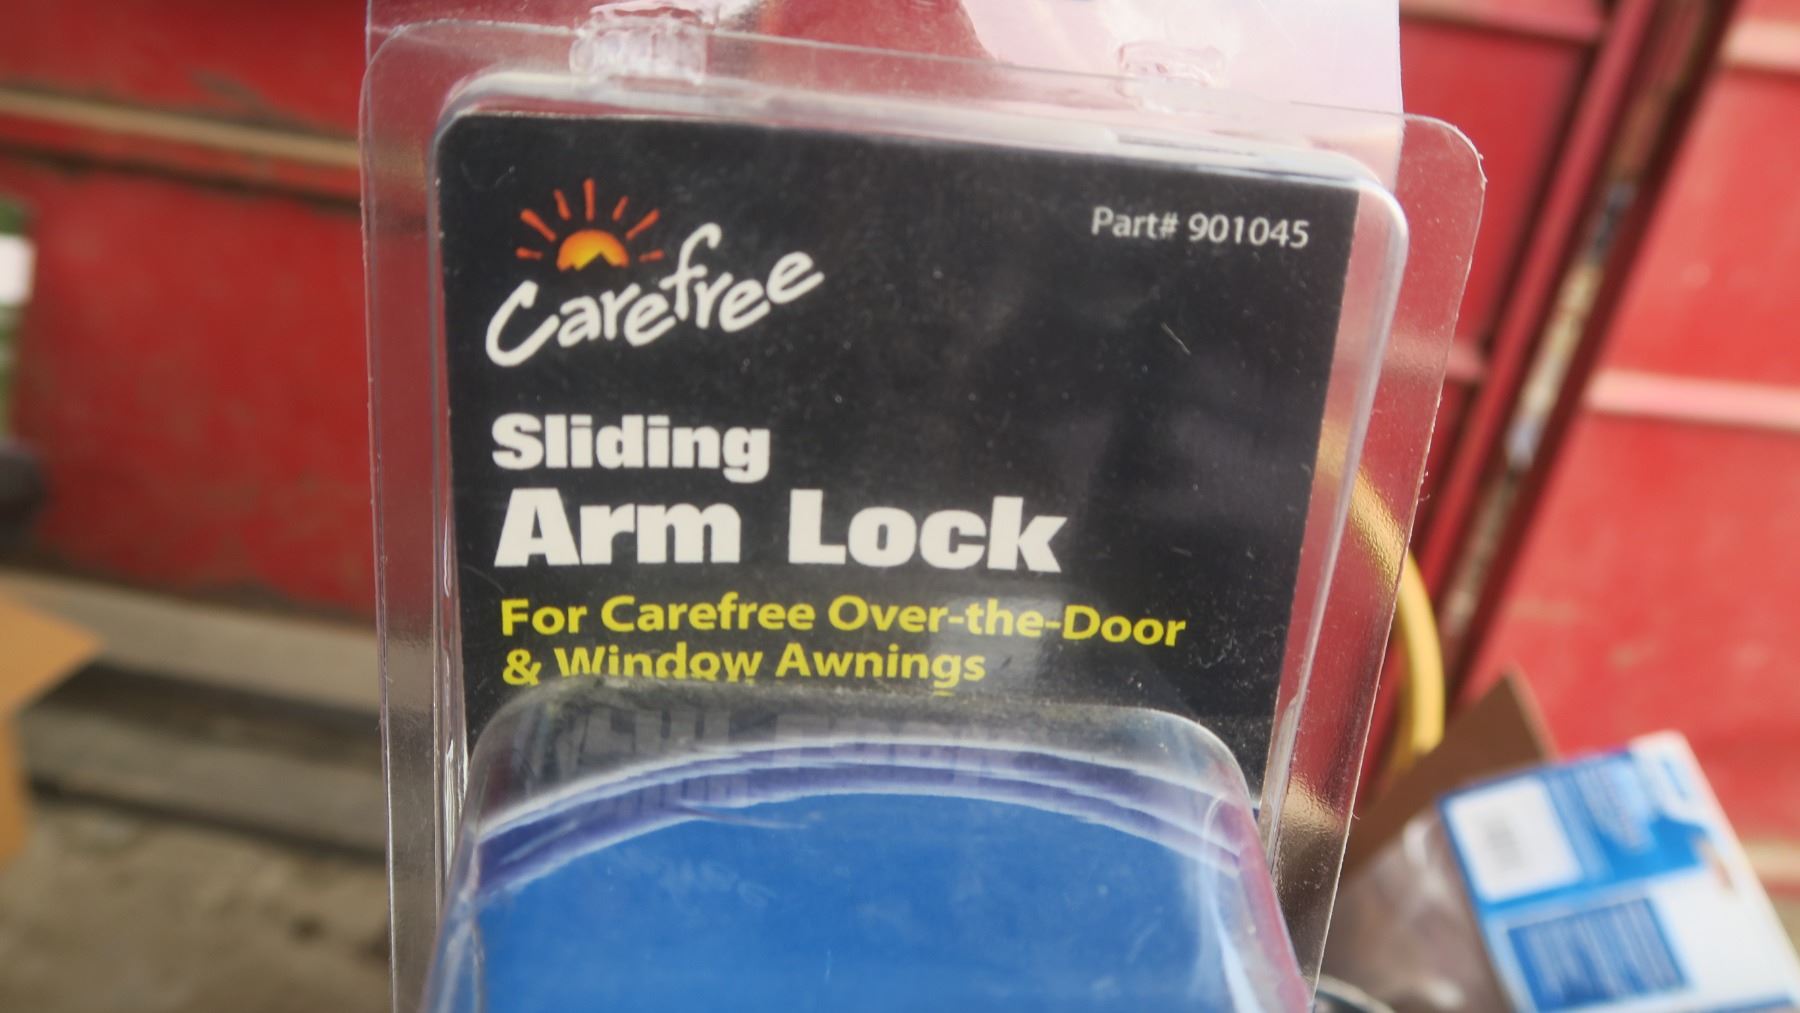 Carefree
Part# 901045
Sliding
Arm Lock
For Carefree Over-the-Door
& Window Awnings